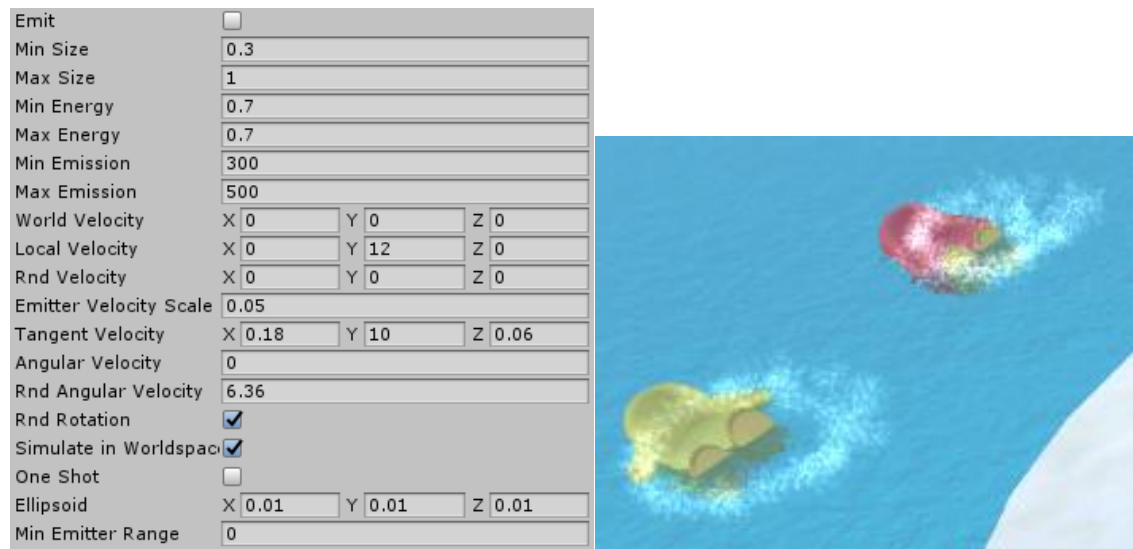 Emit
Min Size 0.3
Max Size 1
Min Energy 0.7
Max Energy 0.7
Min Emission 300
Max Emission 500
World Velocity X 0 Y 0 Z 0
Local Velocity X 0 Y 12 Z 0
Rnd Velocity X 0 Y 0 Z 0
Emitter Velocity Scale 0.05
Tangent Velocity X 0.18 Y 10 Z 0.06
Angular Velocity 0
Rnd Angular Velocity 6.36
Rnd Rotation
Simulate in Worldspac
One Shot
Ellipsoid X 0.01 Y 0.01 Z 0.01
Min Emitter Range 0